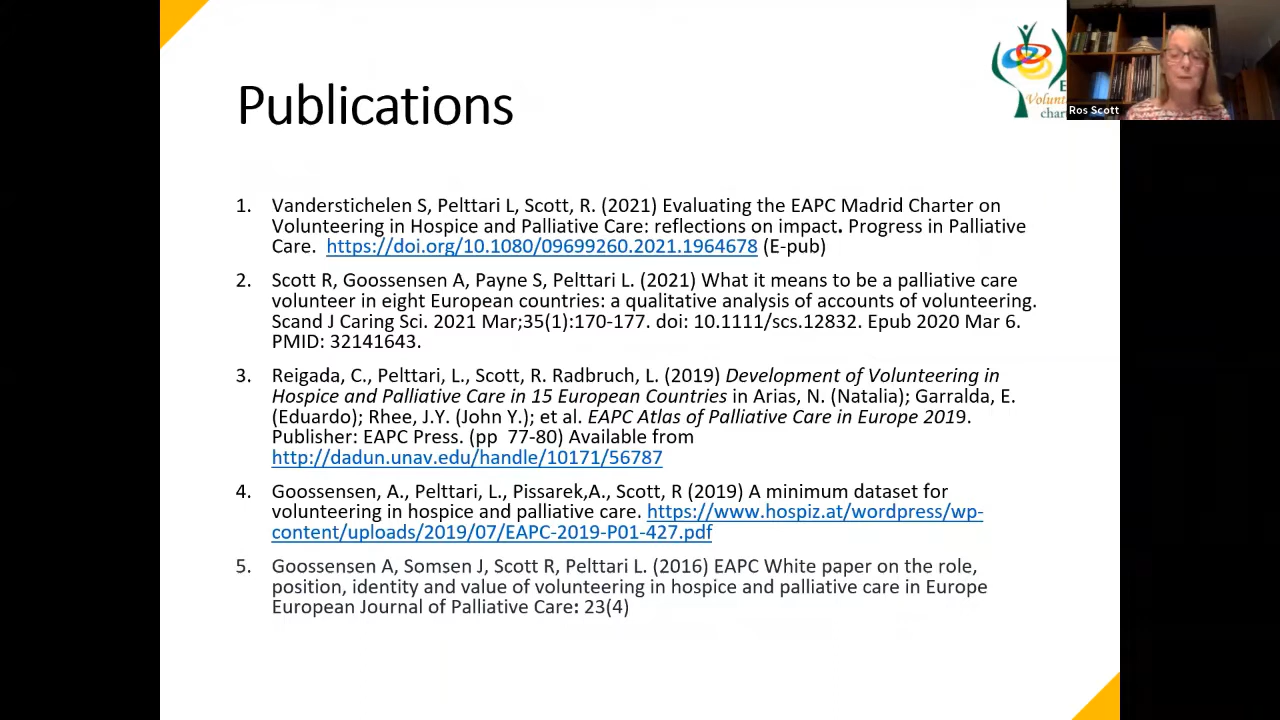 Publications
E
Volunt
char
Ros Scott
1. Vanderstichelen S, Pelttari L, Scott, R. (2021) Evaluating the EAPC Madrid Charter on
Volunteering in Hospice and Palliative Care: reflections on impact. Progress in Palliative
Care. https://doi.org/10.1080/09699260.2021.1964678 (E-pub)
2. Scott R, Goossensen A, Payne S, Pelttari L. (2021) What it means to be a palliative care
volunteer in eight European countries: a qualitative analysis of accounts of volunteering.
Scand J Caring Sci. 2021 Mar;35(1):170-177. doi: 10.1111/scs.12832. Epub 2020 Mar 6.
PMID: 32141643.
3. Reigada, C., Pelttari, L., Scott, R. Radbruch, L. (2019) Development of Volunteering in
Hospice and Palliative Care in 15 European Countries in Arias, N. (Natalia); Garralda, E.
(Eduardo); Rhee, J.Y. (John Y.); et al. EAPC Atlas of Palliative Care in Europe 2019.
Publisher: EAPC Press. (pp 77-80) Available from
http://dadun.unav.edu/handle/10171/56787
4. Goossensen, A., Pelttari, L., Pissarek,A., Scott, R (2019) A minimum dataset for
volunteering in hospice and palliative care. https://www.hospiz.at/wordpress/wp-
content/uploads/2019/07/EAPC-2019-P01-427.pdf
5. Goossensen A, Somsen J, Scott R, Pelttari L. (2016) EAPC White paper on the role,
position, identity and value of volunteering in hospice and palliative care in Europe
European Journal of Palliative Care: 23(4)